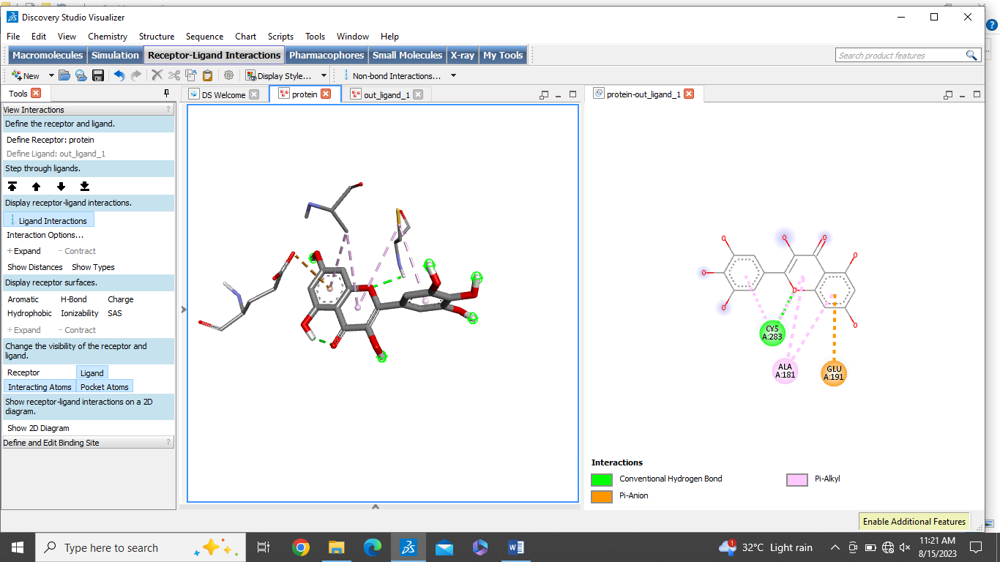 Discovery Studio Visualizer
File Edit View Chemistry Structure Sequence Chart Scripts Tools Window Help
Macromolecules Simulation Receptor-Ligand Interactions Pharmacophores Small Molecules X-ray My Tools
Search product features
New Display Style... Non-bond Interactions...
Tools
DS Welcome protein out_ligand_1 protein-out_ligand_1
View Interactions ?
Define the receptor and ligand.
Define Receptor: protein
Define Ligand: out_ligand_1
Step through ligands.
Display receptor-ligand interactions.
Ligand Interactions
Interaction Options...
+ Expand - Contract
Show Distances Show Types
Display receptor surfaces.
Aromatic H-Bond Charge
Hydrophobic Ionizability SAS
+ Expand - Contract
Change the visibility of the receptor and
ligand.
Receptor Ligand
Interacting Atoms Pocket Atoms
Show receptor-ligand interactions on a 2D
diagram.
Show 2D Diagram
Define and Edit Binding Site ?
O O O O
O O O
O O
CYS
A:283
ALA
A:181
GLU
A:191
Interactions
Conventional Hydrogen Bond
Pi-Anion
Pi-Alkyl
Enable Additional Features
Type here to search
1
32°C Light rain
11:21 AM
8/15/2023